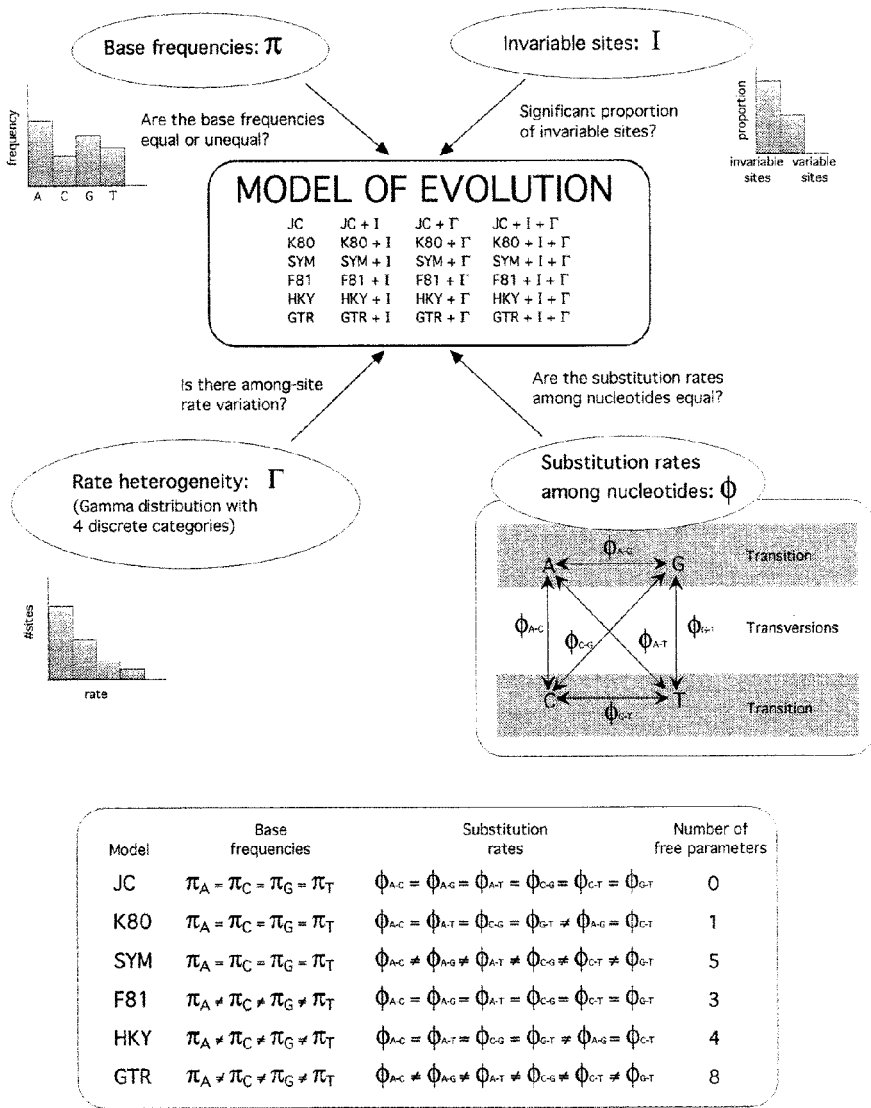 Base frequencies: π
Invariable sites: I
Are the base frequencies
equal or unequal?
Significant proportion
of invariable sites?
frequency
A C G T
proportion
invariable variable
sites sites
MODEL OF EVOLUTION
JC JC + I JC + Γ JC + I + Γ
K80 K80 + I K80 + Γ K80 + I + Γ
SYM SYM + I SYM + Γ SYM + I + Γ
F81 F81 + I F81 + Γ F81 + I + Γ
HKY HKY + I HKY + Γ HKY + I + Γ
GTR GTR + I GTR + Γ GTR + I + Γ
Is there among-site
rate variation?
Are the substitution rates
among nucleotides equal?
Rate heterogeneity: Γ
(Gamma distribution with
4 discrete categories)
Substitution rates
among nucleotides: ϕ
#sites
rate
ϕA-G
A G Transition
ϕA-C ϕC-G ϕA-T Transversions
C T Transition
Model Base frequencies Substitution rates Number of free parameters
JC πA = πC = πG = πT ϕA-C = ϕA-G = ϕA-T = ϕC-G = ϕC-T = ϕG-T 0
K80 πA = πC = πG = πT ϕA-C = ϕA-T = ϕC-G = ϕG-T ≠ ϕA-G = ϕC-T 1
SYM πA = πC = πG = πT ϕA-C ≠ ϕA-G ≠ ϕA-T ≠ ϕC-G ≠ ϕC-T ≠ ϕG-T 5
F81 πA ≠ πC ≠ πG ≠ πT ϕA-C = ϕA-G = ϕA-T = ϕC-G = ϕC-T = ϕG-T 3
HKY πA ≠ πC ≠ πG ≠ πT ϕA-C = ϕA-T = ϕC-G = ϕG-T ≠ ϕA-G = ϕC-T 4
GTR πA ≠ πC ≠ πG ≠ πT ϕA-C ≠ ϕA-G ≠ ϕA-T ≠ ϕC-G ≠ ϕC-T ≠ ϕG-T 8